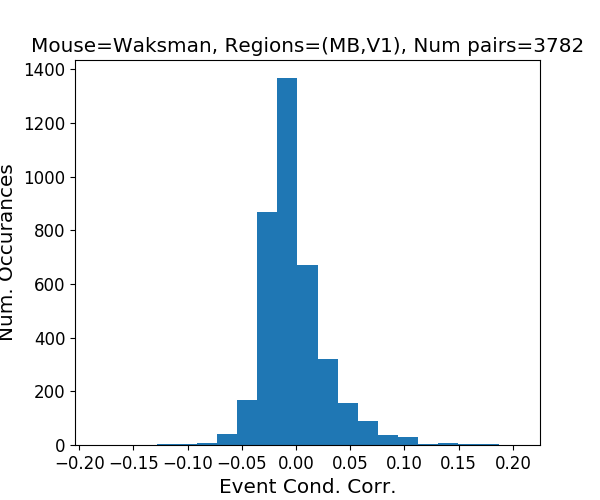 Mouse=Waksman, Regions=(MB,V1), Num pairs=3782
1400
1200
1000
800
600
400
200
0
Num. Occurances
−0.20 −0.15 −0.10 −0.05 0.00 0.05 0.10 0.15 0.20
Event Cond. Corr.